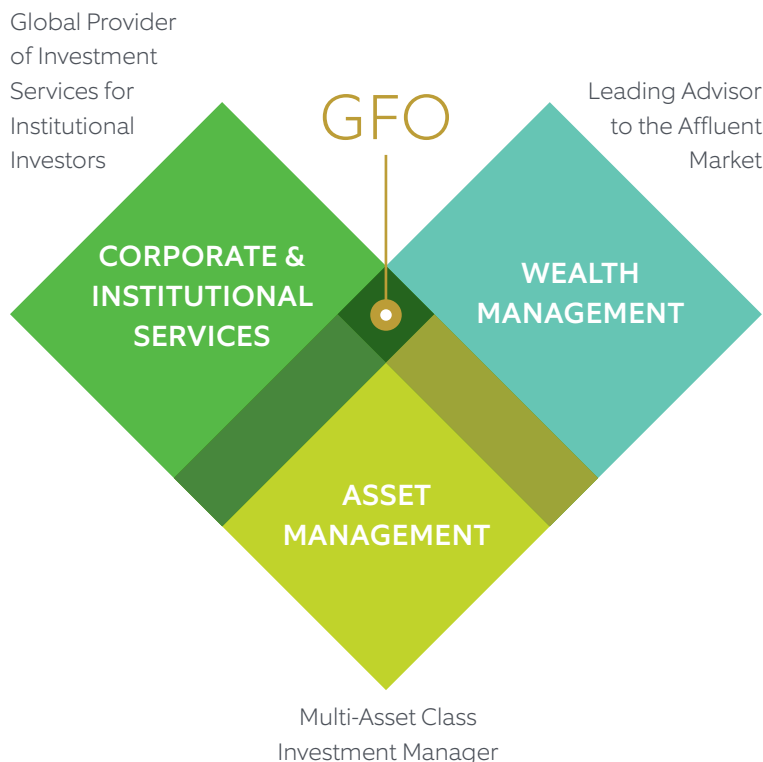 Global Provider
of Investment
Services for
Institutional
Investors
GFO
Leading Advisor
to the Affluent
Market
CORPORATE &
INSTITUTIONAL
SERVICES
WEALTH
MANAGEMENT
ASSET
MANAGEMENT
Multi-Asset Class
Investment Manager